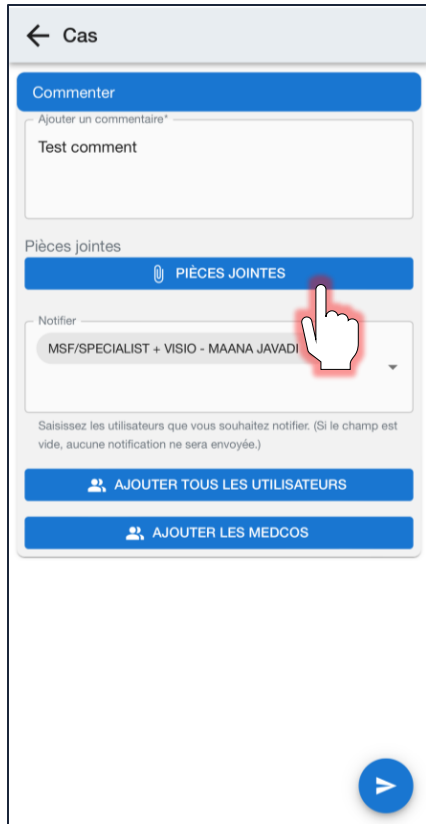 Cas
Commenter
Ajouter un commentaire*
Test comment
Pièces jointes
PIÈCES JOINTES
Notifier
MSF/SPECIALIST + VISIO - MAANA JAVADI
Saisissez les utilisateurs que vous souhaitez notifier. (Si le champ est
vide, aucune notification ne sera envoyée.)
AJOUTER TOUS LES UTILISATEURS
AJOUTER LES MEDCOS